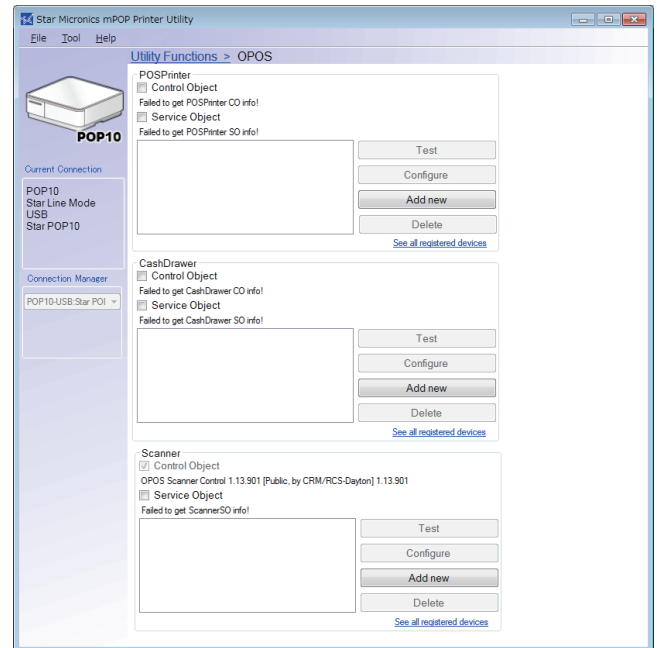 Star Micronics mPOP Printer Utility
File Tool Help
Utility Functions > OPOS
POP10
Current Connection
POP10
Star Line Mode
USB
Star POP10
Connection Manager
POP10-USB:Star POI
POSPrinter
Control Object
Failed to get POSPrinter CO info!
Service Object
Failed to get POSPrinter SO info!
Test
Configure
Add new
Delete
See all registered devices
CashDrawer
Control Object
Failed to get CashDrawer CO info!
Service Object
Failed to get CashDrawer SO info!
Test
Configure
Add new
Delete
See all registered devices
Scanner
Control Object
OPOS Scanner Control 1.13.901 [Public, by CRM/RCS-Dayton] 1.13.901
Service Object
Failed to get ScannerSO info!
Test
Configure
Add new
Delete
See all registered devices